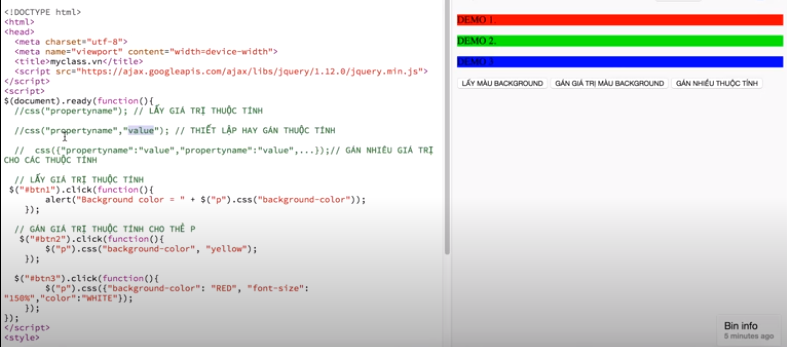 <!DOCTYPE html>
<html>
<head>
<meta charset="utf-8">
<meta name="viewport" content="width=device-width">
<title>myclass.vn</title>
<script src="https://ajax.googleapis.com/ajax/libs/jquery/1.12.0/jquery.min.js">
</script>
<script>
$(document).ready(function(){
//css("propertyname"); // LẤY GIÁ TRỊ THUỘC TÍNH
//css("propertyname","value"); // THIẾT LẬP HAY GÁN THUỘC TÍNH
// css({"propertyname":"value","propertyname":"value",...});// GÁN NHIỀU GIÁ TRỊ
CHO CÁC THUỘC TÍNH
// LẤY GIÁ TRỊ THUỘC TÍNH
$("#btn1").click(function(){
alert("Background color = " + $("p").css("background-color"));
});
// GÁN GIÁ TRỊ THUỘC TÍNH CHO THẺ P
$("#btn2").click(function(){
$("p").css("background-color", "yellow");
});
$("#btn3").click(function(){
$("p").css({"background-color": "RED", "font-size":
"150%","color":"WHITE"});
});
});
</script>
<style>
DEMO 1.
DEMO 2.
DEMO 3
LẤY MÀU BACKGROUND
GÁN GIÁ TRỊ MÀU BACKGROUND
GÁN NHIỀU THUỘC TÍNH
Bin info
5 minutes ago